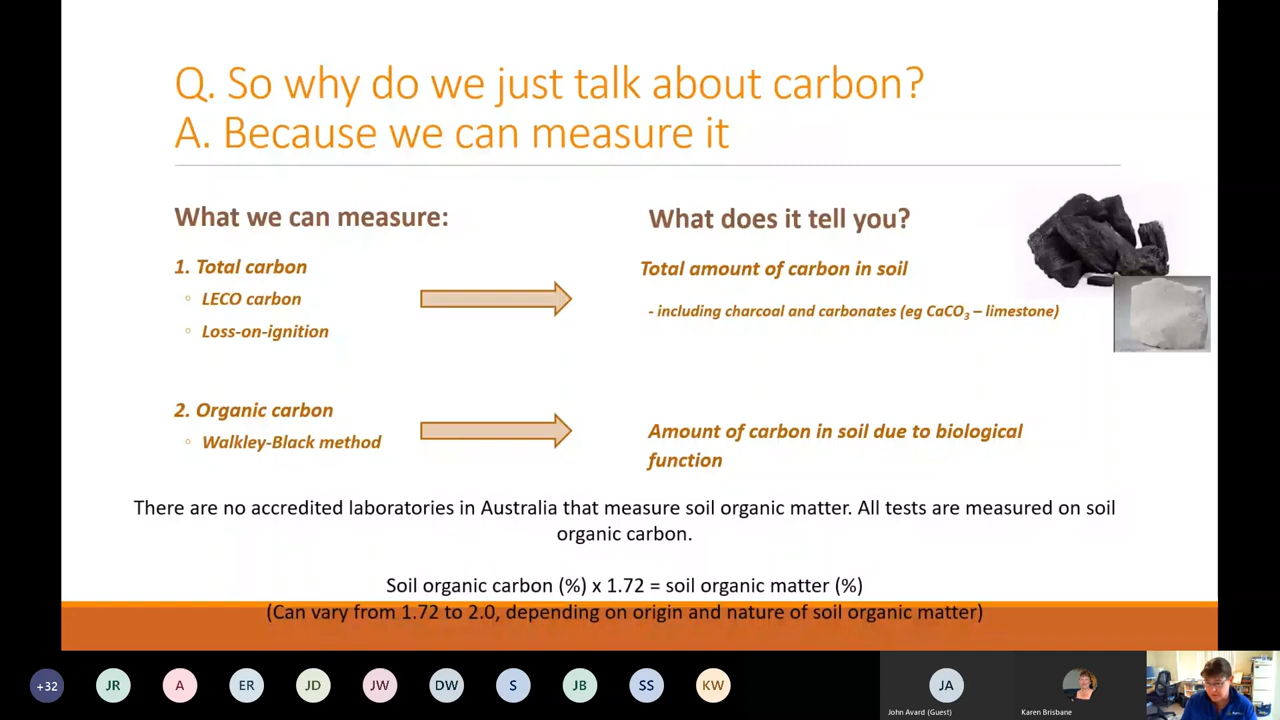 Q. So why do we just talk about carbon?
A. Because we can measure it
What we can measure:
1. Total carbon
◦ LECO carbon
◦ Loss-on-ignition
2. Organic carbon
◦ Walkley-Black method
What does it tell you?
Total amount of carbon in soil
- including charcoal and carbonates (eg CaCO₃ – limestone)
Amount of carbon in soil due to biological
function
There are no accredited laboratories in Australia that measure soil organic matter. All tests are measured on soil
organic carbon.
Soil organic carbon (%) x 1.72 = soil organic matter (%)
(Can vary from 1.72 to 2.0, depending on origin and nature of soil organic matter)
+32
JR
A
ER
JD
JW
DW
S
JB
SS
KW
JA
John Avard (Guest)
Karen Brisbane